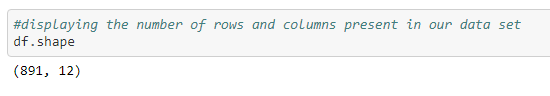 #displaying the number of rows and columns present in our data set
df.shape
(891, 12)